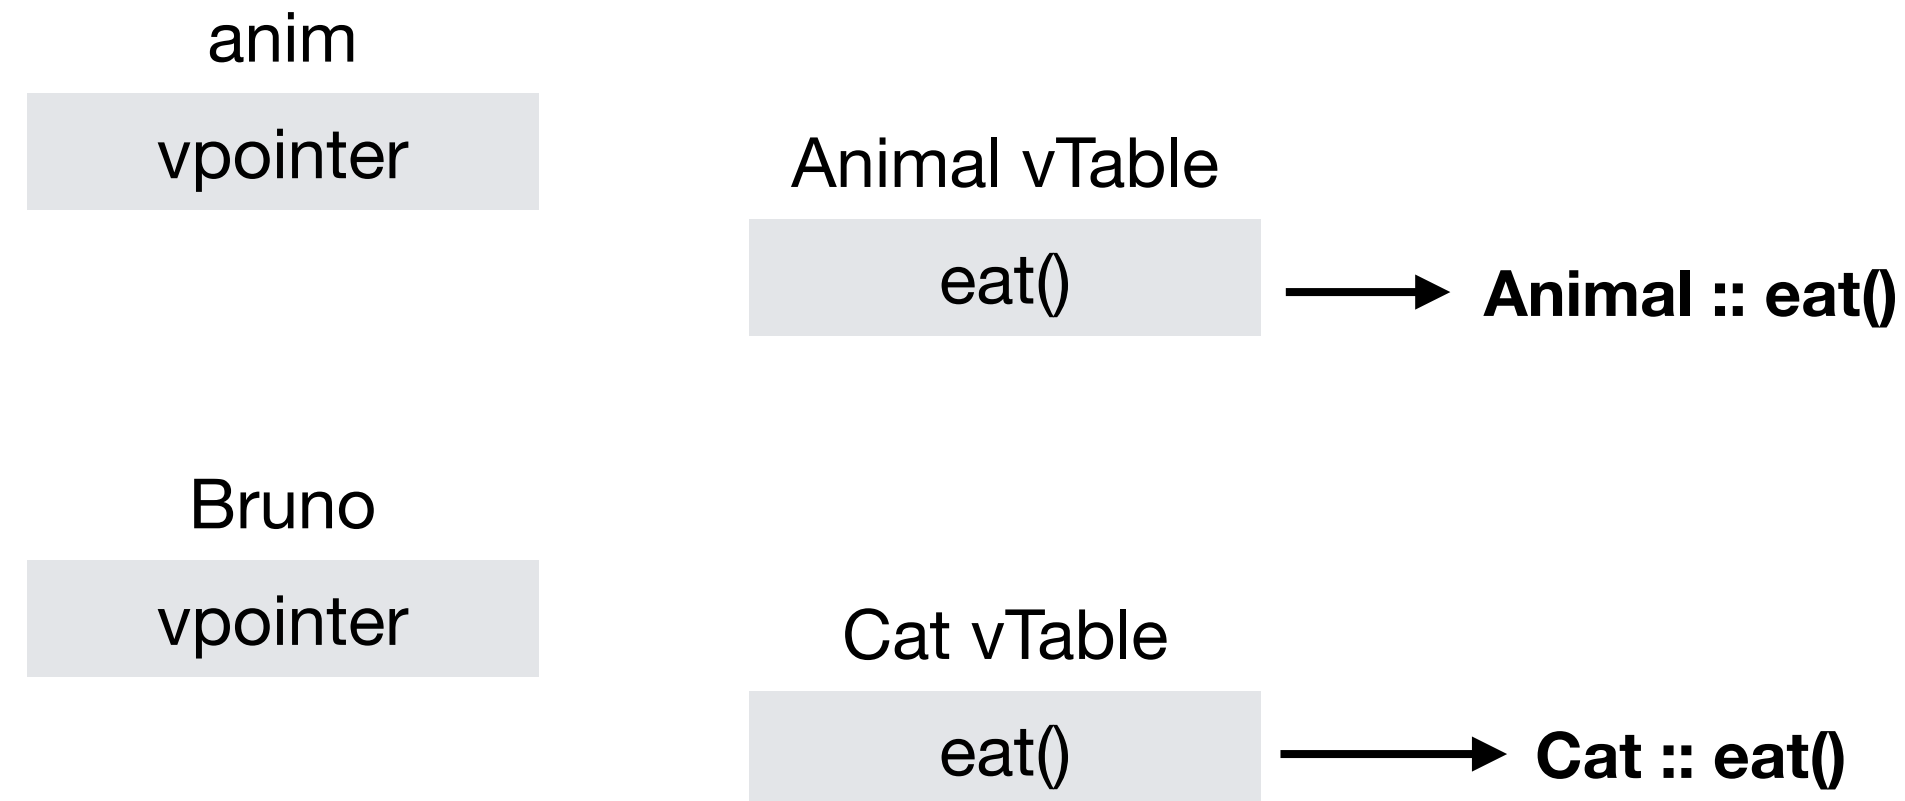 anim
vpointer
Animal vTable
eat()
Animal :: eat()
Bruno
vpointer
Cat vTable
eat()
Cat :: eat()